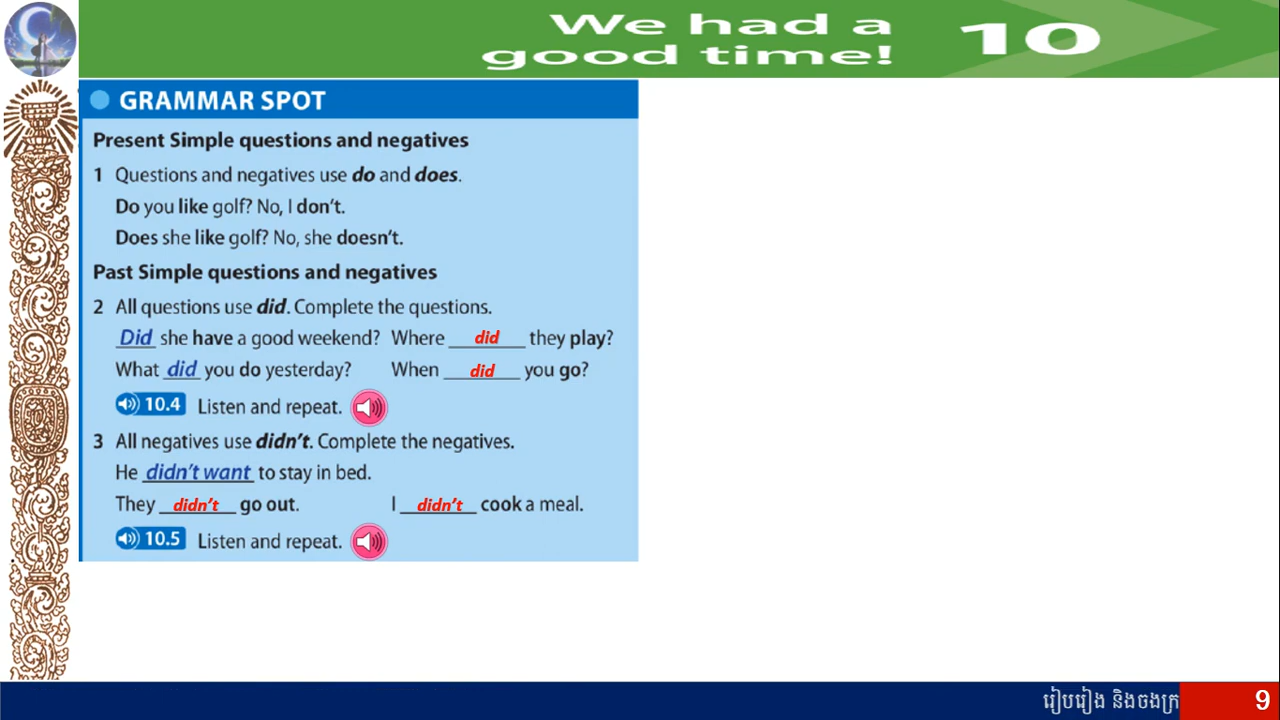 We had a
good time!
10
GRAMMAR SPOT
Present Simple questions and negatives
1 Questions and negatives use do and does.
Do you like golf? No, I don't.
Does she like golf? No, she doesn't.
Past Simple questions and negatives
2 All questions use did. Complete the questions.
Did she have a good weekend? Where did they play?
What did you do yesterday? When did you go?
10.4 Listen and repeat.
3 All negatives use didn't. Complete the negatives.
He didn't want to stay in bed.
They didn't go out. I didn't cook a meal.
10.5 Listen and repeat.
រៀបរៀង និងចងក្រ
9